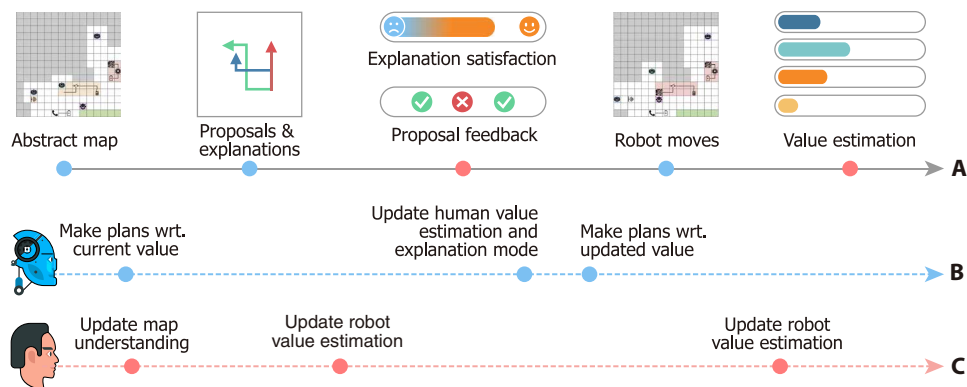 Explanation satisfaction
Abstract map
Proposals &
explanations
Proposal feedback
Robot moves
Value estimation
A
Make plans wrt.
current value
Update human value
estimation and
explanation mode
Make plans wrt.
updated value
B
Update map
understanding
Update robot
value estimation
Update robot
value estimation
C